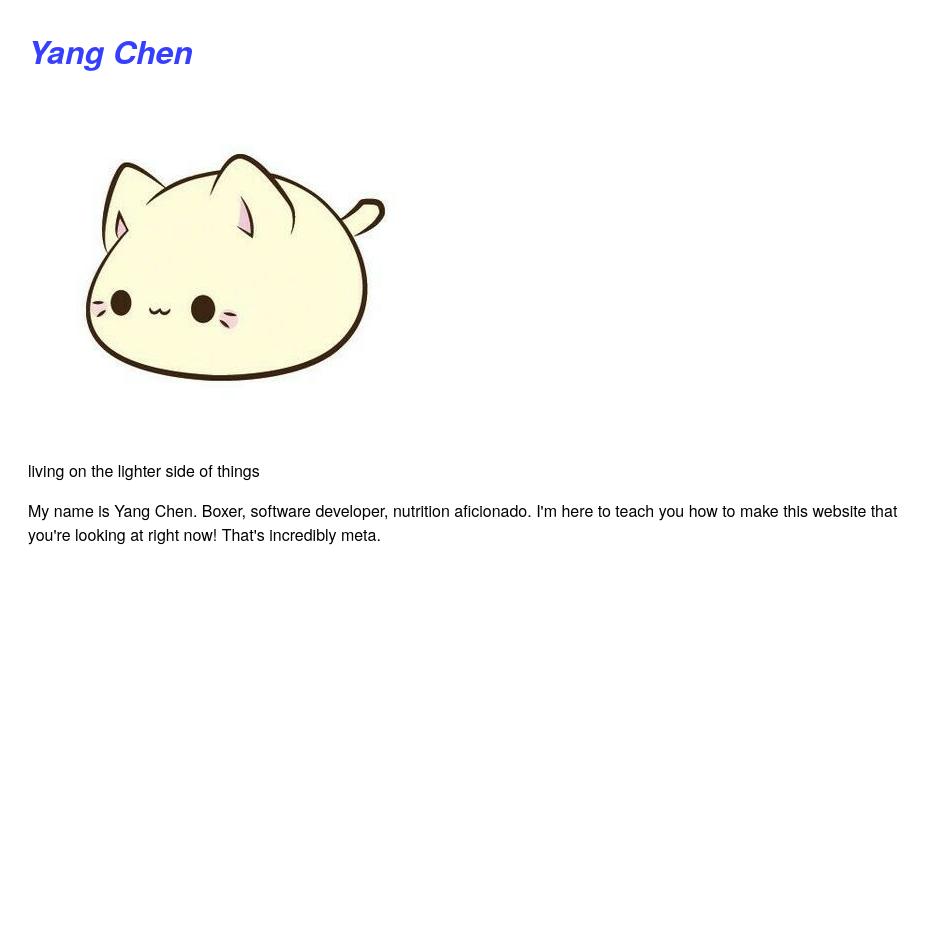 Yang Chen
living on the lighter side of things
My name is Yang Chen. Boxer, software developer, nutrition aficionado. I'm here to teach you how to make this website that
you're looking at right now! That's incredibly meta.